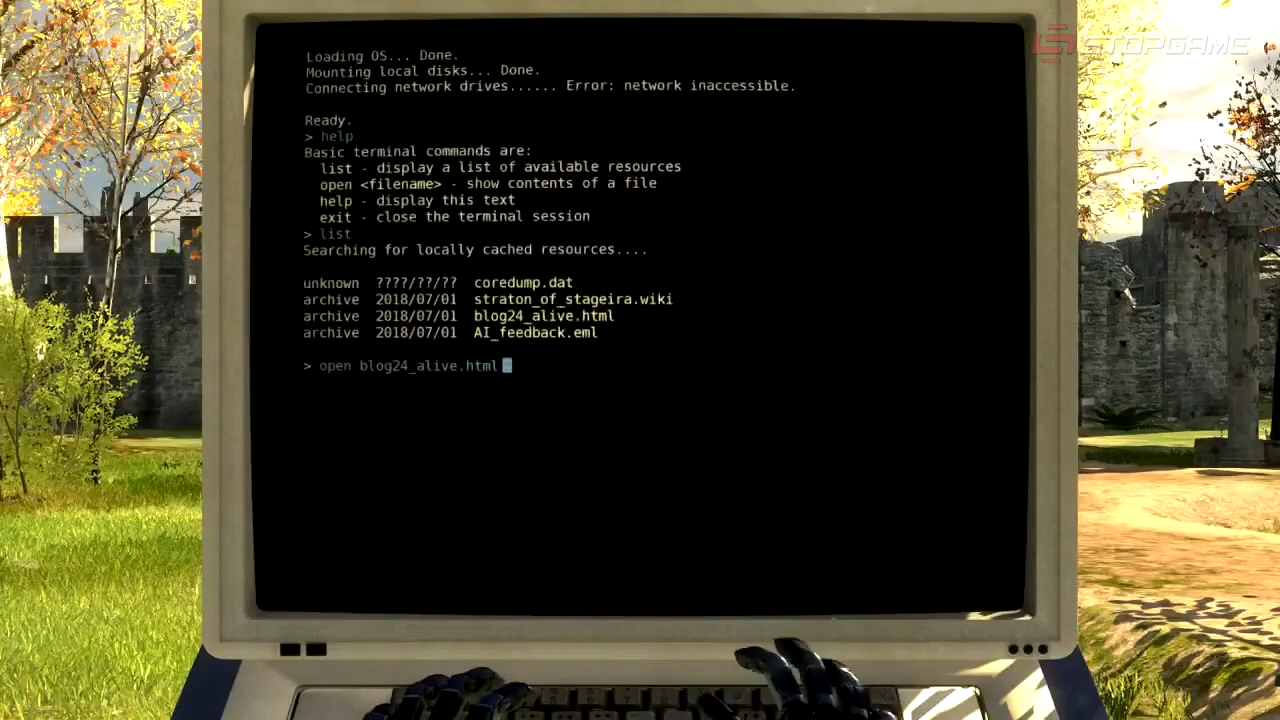 STOPGAME
Loading OS... Done.
Mounting local disks... Done.
Connecting network drives...... Error: network inaccessible.
Ready.
> help
Basic terminal commands are:
list - display a list of available resources
open <filename> - show contents of a file
help - display this text
exit - close the terminal session
> list
Searching for locally cached resources....
unknown ????/??/?? coredump.dat
archive 2018/07/01 straton_of_stageira.wiki
archive 2018/07/01 blog24_alive.html
archive 2018/07/01 AI_feedback.eml
> open blog24_alive.html